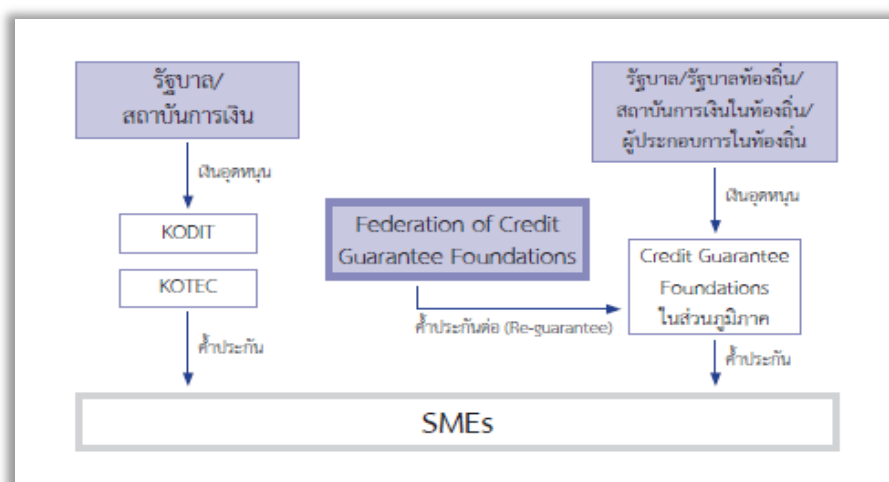 รัฐบาล/
สถาบันการเงิน
เงินอุดหนุน
KODIT
KOTEC
ค้ำประกัน
Federation of Credit
Guarantee Foundations
ค้ำประกันต่อ (Re-guarantee)
รัฐบาล/รัฐบาลท้องถิ่น/
สถาบันการเงินในท้องถิ่น/
ผู้ประกอบการในท้องถิ่น
เงินอุดหนุน
Credit Guarantee
Foundations
ในส่วนภูมิภาค
ค้ำประกัน
SMEs